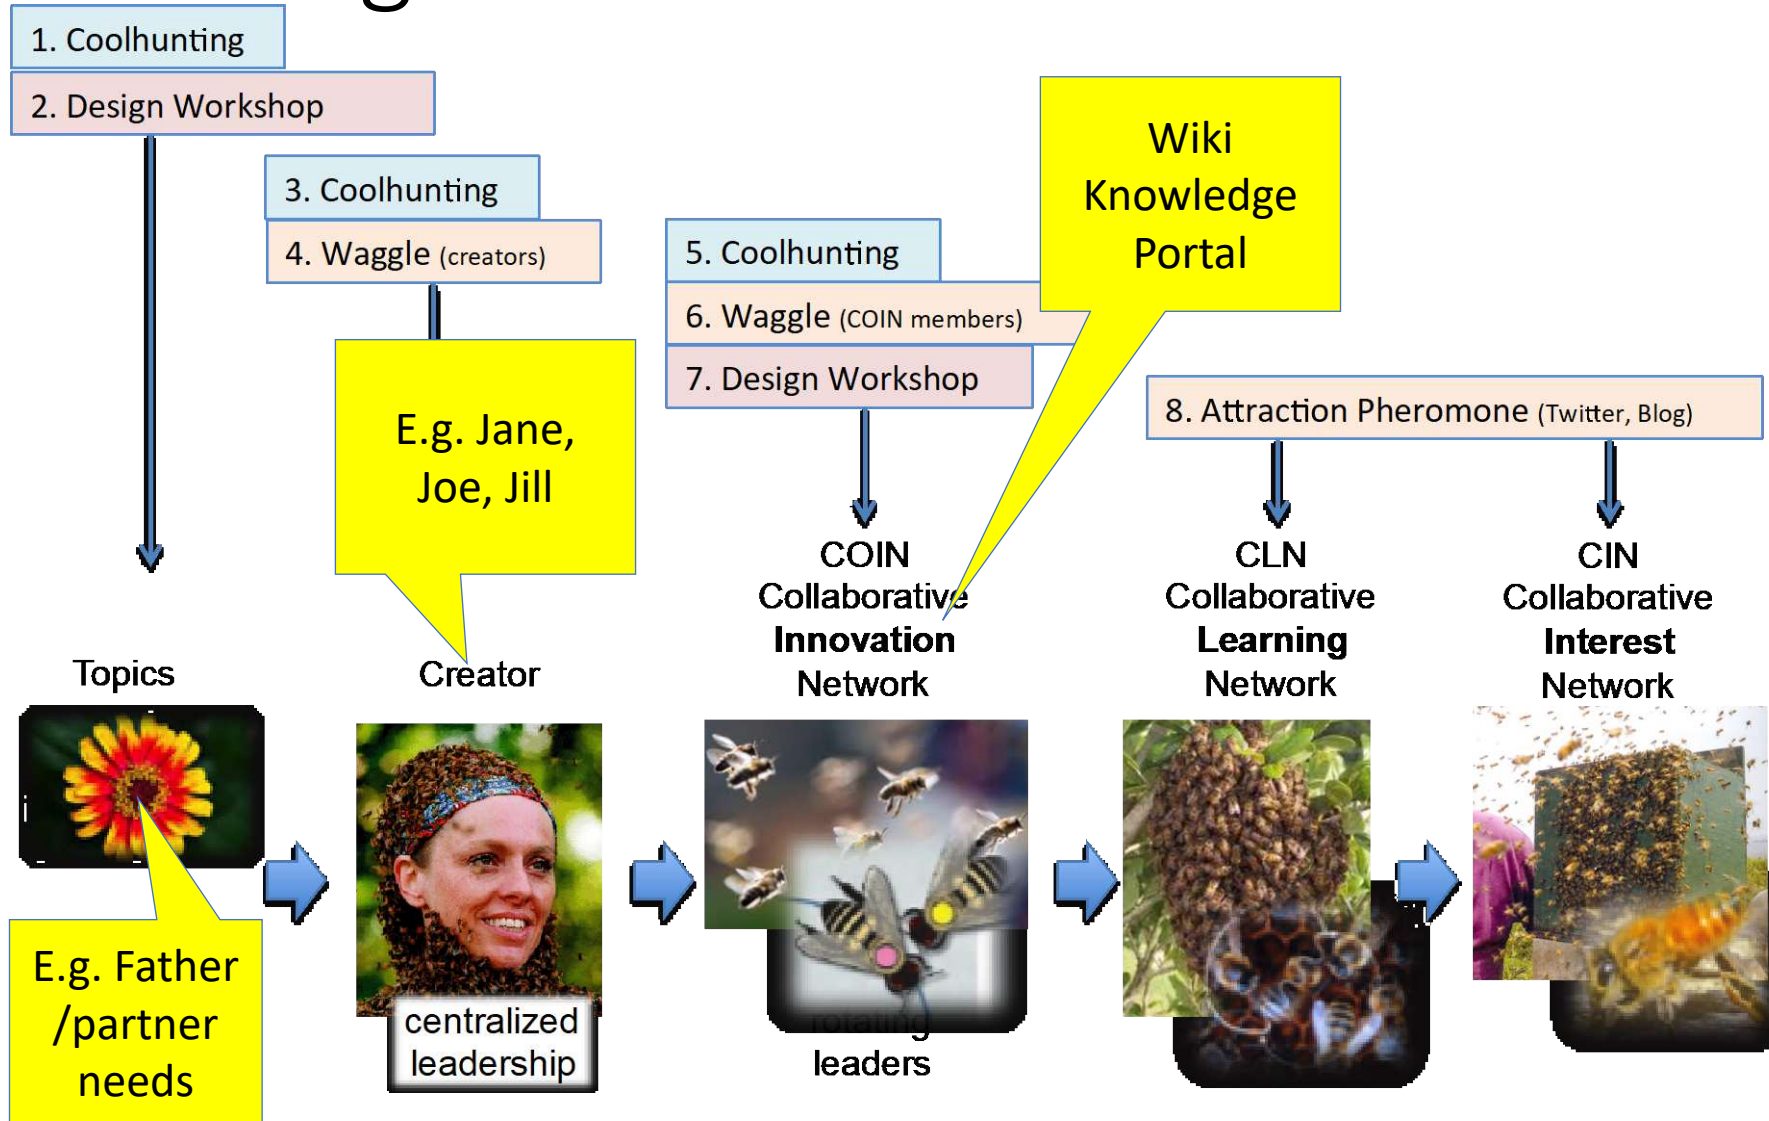 1. Coolhunting
2. Design Workshop
3. Coolhunting
4. Waggle (creators)
5. Coolhunting
6. Waggle (COIN members)
7. Design Workshop
Wiki
Knowledge
Portal
8. Attraction Pheromone (Twitter, Blog)
E.g. Jane,
Joe, Jill
Topics
Creator
COIN
Collaborative
Innovation
Network
CLN
Collaborative
Learning
Network
CIN
Collaborative
Interest
Network
E.g. Father
/partner
needs
centralized
leadership
rotating
leaders